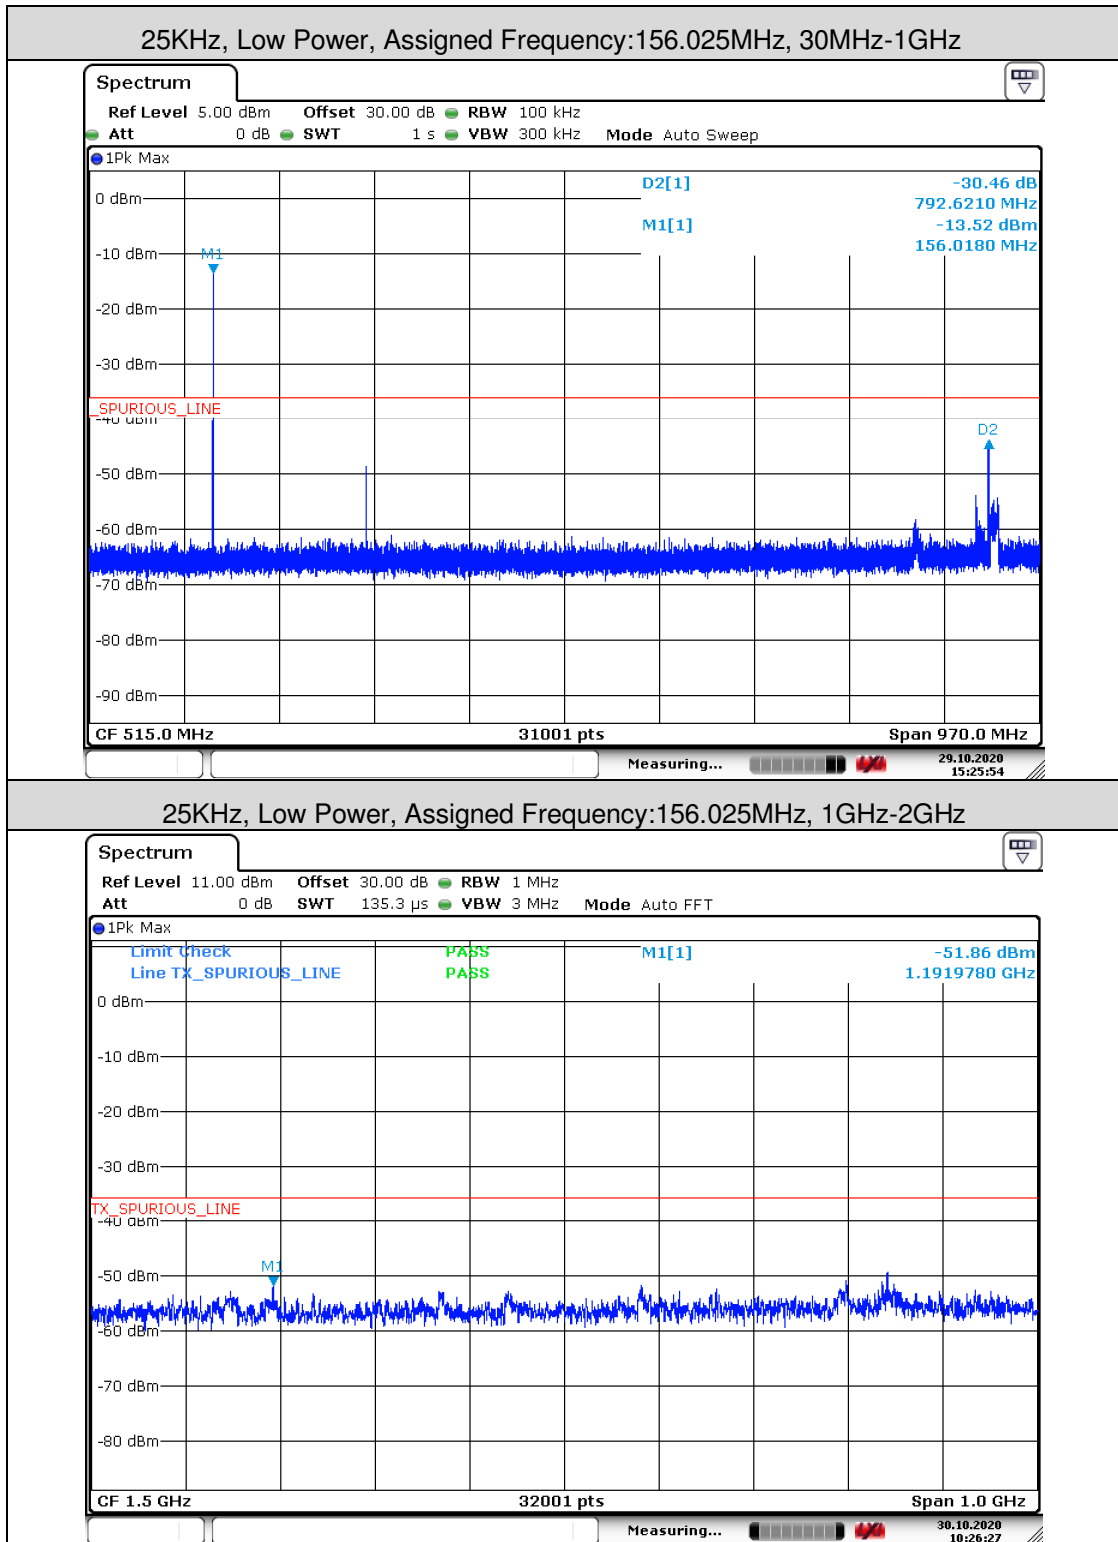 25KHz, Low Power, Assigned Frequency:156.025MHz, 30MHz-1GHz
Spectrum
Ref Level 5.00 dBm Offset 30.00 dB RBW 100 kHz
Att 0 dB SWT 1 s VBW 300 kHz Mode Auto Sweep
1Pk Max
D2[1] -30.46 dB
792.6210 MHz
M1[1] -13.52 dBm
156.0180 MHz
0 dBm
-10 dBm
M1
-20 dBm
-30 dBm
_SPURIOUS_LINE
-40 dBm
D2
-50 dBm
-60 dBm
-70 dBm
-80 dBm
-90 dBm
CF 515.0 MHz 31001 pts Span 970.0 MHz
Measuring... 29.10.2020
15:25:54
25KHz, Low Power, Assigned Frequency:156.025MHz, 1GHz-2GHz
Spectrum
Ref Level 11.00 dBm Offset 30.00 dB RBW 1 MHz
Att 0 dB SWT 135.3 µs VBW 3 MHz Mode Auto FFT
1Pk Max
Limit Check PASS M1[1] -51.86 dBm
Line TX_SPURIOUS_LINE PASS 1.1919780 GHz
0 dBm
-10 dBm
-20 dBm
-30 dBm
TX_SPURIOUS_LINE
-40 dBm
M1
-50 dBm
-60 dBm
-70 dBm
-80 dBm
CF 1.5 GHz 32001 pts Span 1.0 GHz
Measuring... 30.10.2020
10:26:27